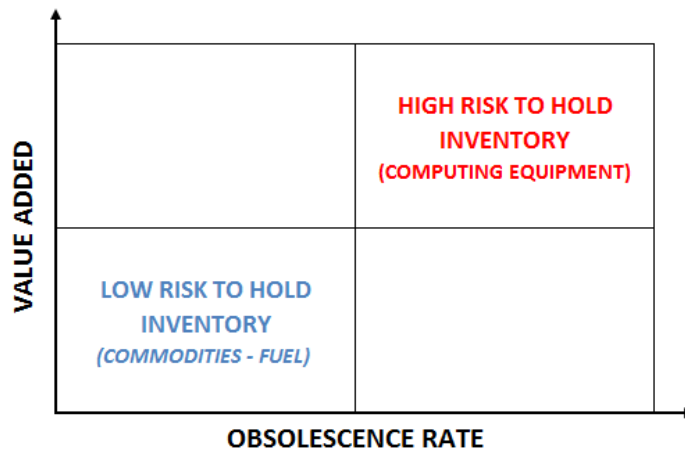 HIGH RISK TO HOLD
INVENTORY
(COMPUTING EQUIPMENT)
VALUE ADDED
LOW RISK TO HOLD
INVENTORY
(COMMODITIES - FUEL)
OBSOLESCENCE RATE